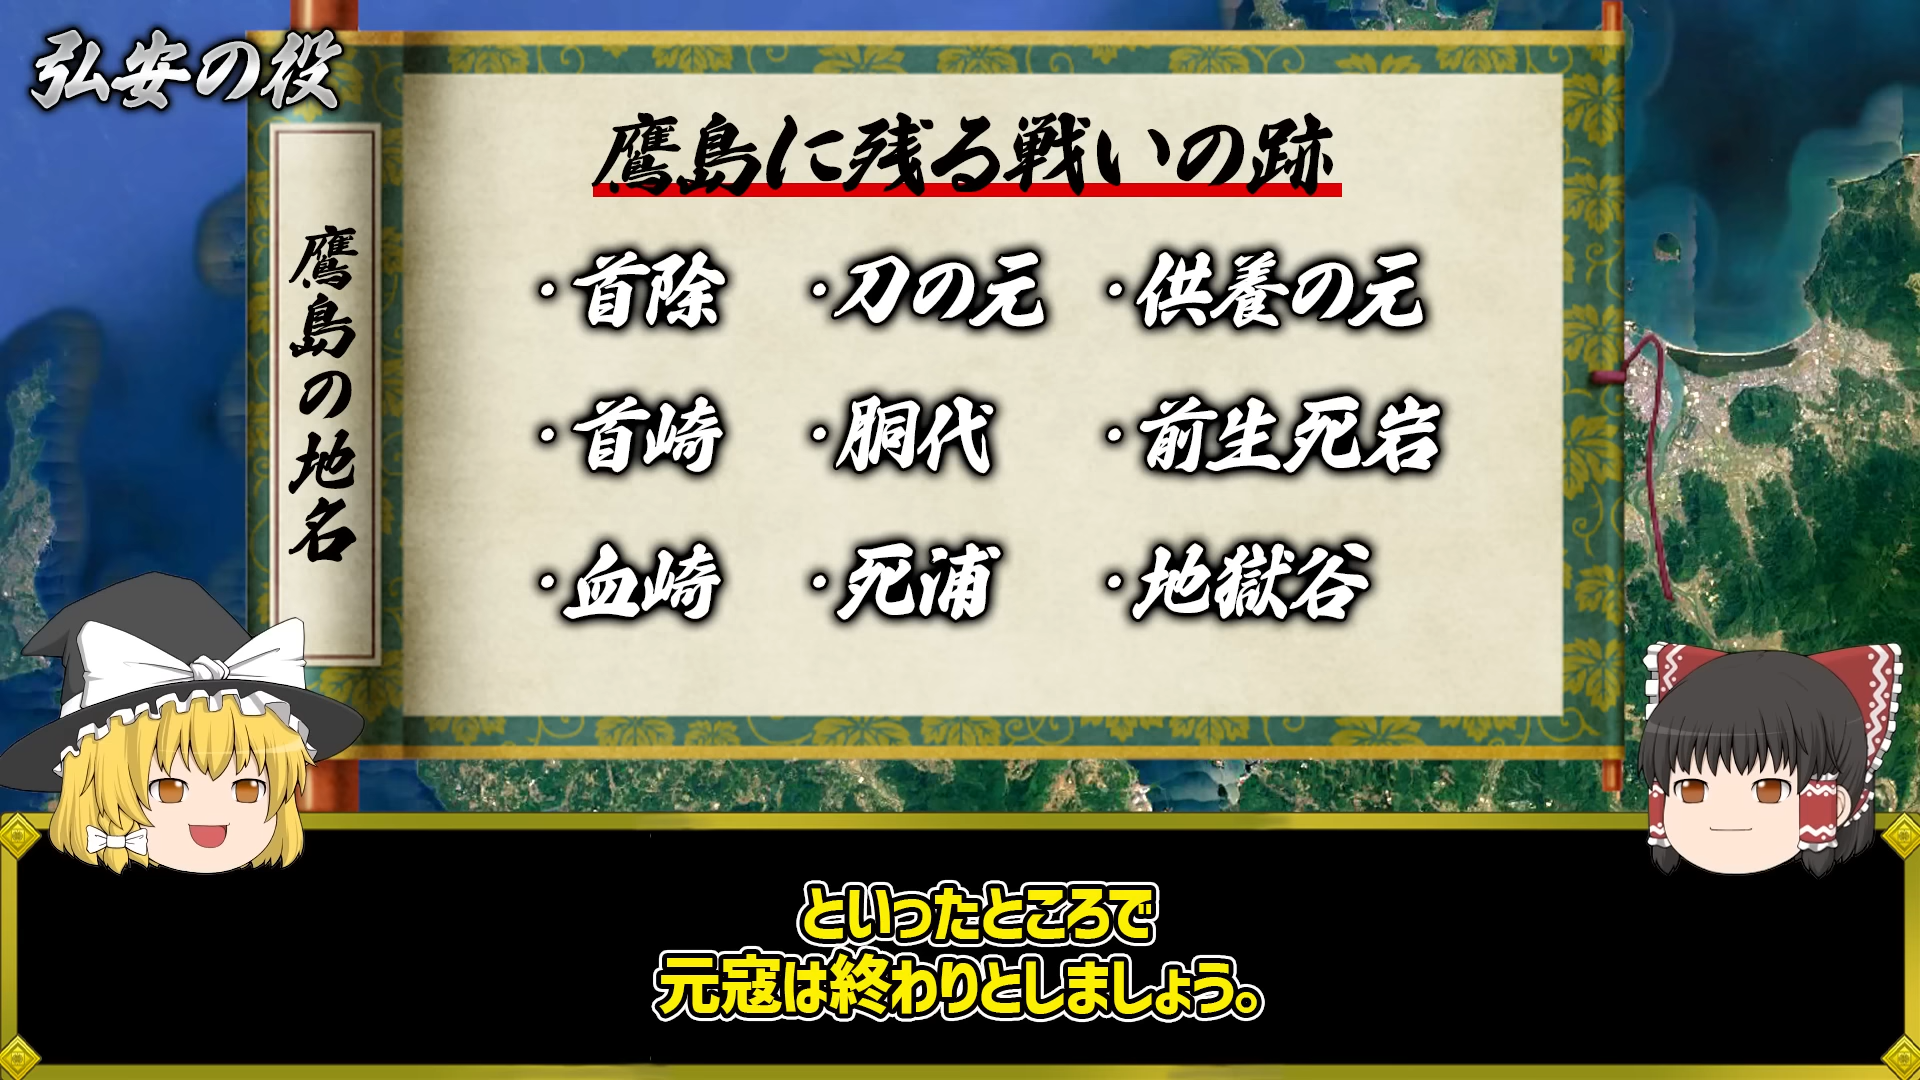 弘安の役
鷹島の地名
鷹島に残る戦いの跡
・首除 ・刀の元 ・供養の元
・首崎 ・胴代 ・前生死岩
・血崎 ・死浦 ・地獄谷
といったところで
元寇は終わりとしましょう。